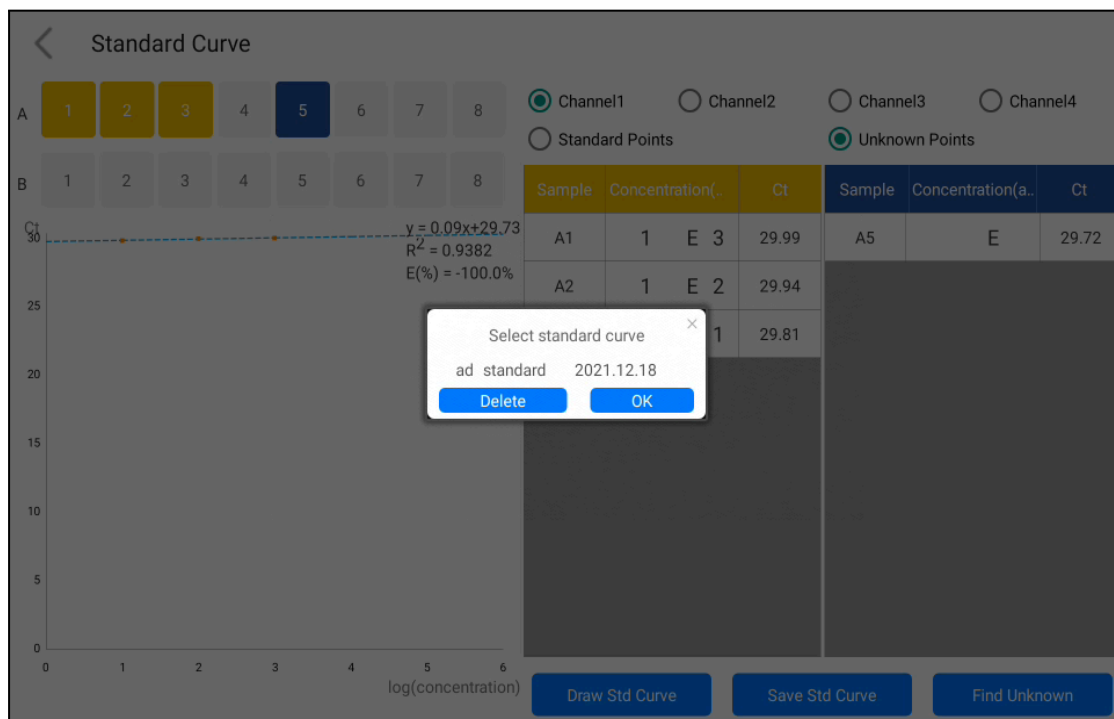 Standard Curve
A 1 2 3 4 5 6 7 8
B 1 2 3 4 5 6 7 8
Channel1 Channel2 Channel3 Channel4
Standard Points Unknown Points
Sample Concentration(.. Ct
A1 1 E 3 29.99
A2 1 E 2 29.94
1 29.81
Sample Concentration(a.. Ct
A5 E 29.72
Ct
y = 0.09x+29.73
R2 = 0.9382
E(%) = -100.0%
30
25
20
15
10
5
0
0 1 2 3 4 5 6
log(concentration)
Select standard curve ×
ad standard 2021.12.18
Delete OK
Draw Std Curve Save Std Curve Find Unknown